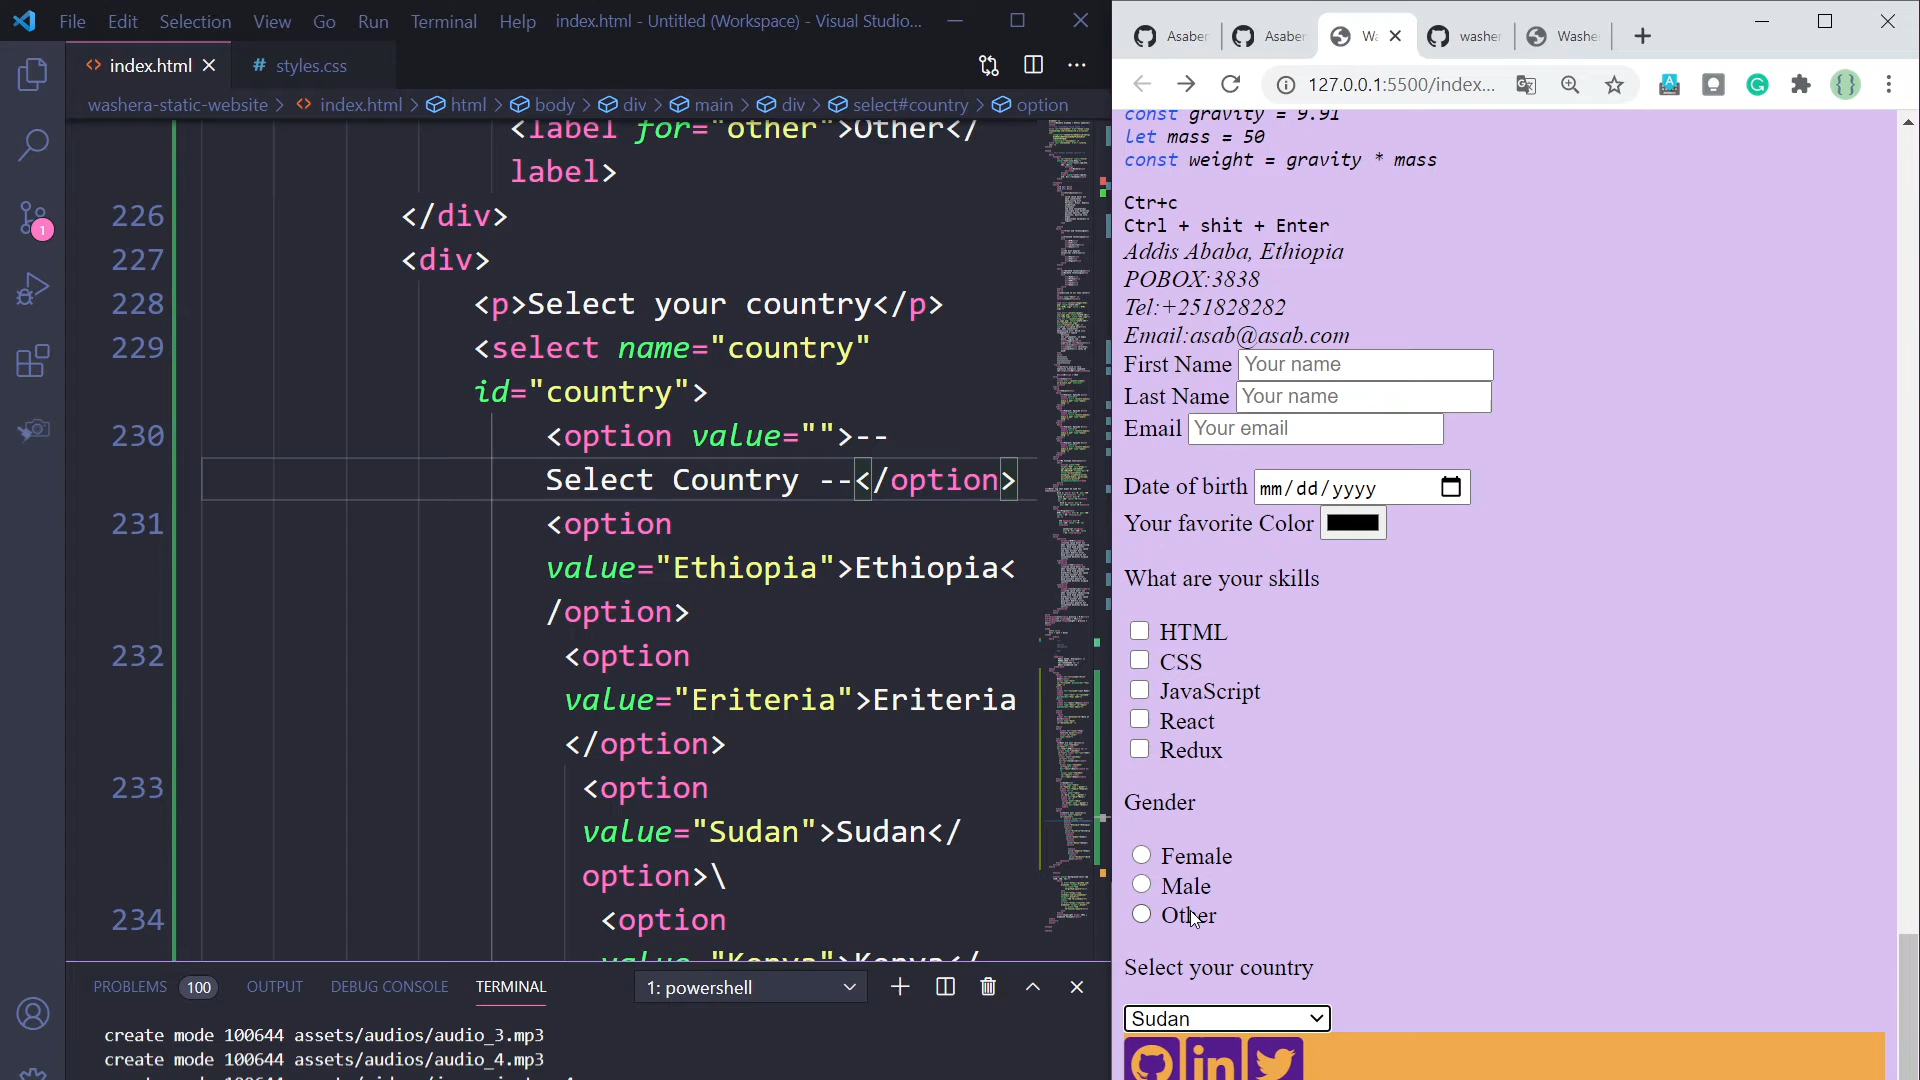 File Edit Selection View Go Run Terminal Help index.html - Untitled (Workspace) - Visual Studio...
index.html
# styles.css
washera-static-website > index.html > html > body > div > main > div > select#country > option
<label for="other">Other</
label>
226 </div>
227 <div>
228 <p>Select your country</p>
229 <select name="country"
id="country">
230 <option value="">--
Select Country --</option>
231 <option
value="Ethiopia">Ethiopia<
/option>
232 <option
value="Eriteria">Eriteria
</option>
233 <option
value="Sudan">Sudan</
option>\
234 <option
value="Kenya">Kenya</
1
PROBLEMS 100 OUTPUT DEBUG CONSOLE TERMINAL 1: powershell
create mode 100644 assets/audios/audio_3.mp3
create mode 100644 assets/audios/audio_4.mp3
Asaber
Asaber
Wa
washer
Washe
127.0.0.1:5500/index...
const gravity = 9.91
let mass = 50
const weight = gravity * mass
Ctr+c
Ctrl + shit + Enter
Addis Ababa, Ethiopia
POBOX:3838
Tel:+251828282
Email:asab@asab.com
First Name Your name
Last Name Your name
Email Your email
Date of birth mm/dd/yyyy
Your favorite Color
What are your skills
HTML
CSS
JavaScript
React
Redux
Gender
Female
Male
Other
Select your country
Sudan
in